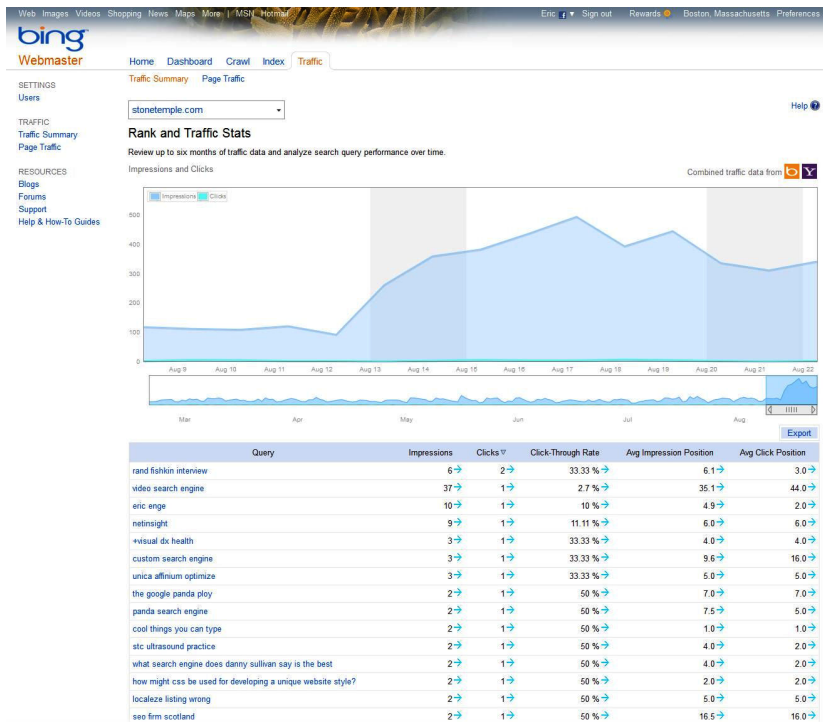 Web Images Videos Shopping News Maps More | MSN Hotmail Eric ▾ Sign out Rewards Boston, Massachusetts Preferences
bing
Webmaster
Home Dashboard Crawl Index Traffic
Traffic Summary Page Traffic
SETTINGS
Users
TRAFFIC
Traffic Summary
Page Traffic
RESOURCES
Blogs
Forums
Support
Help & How-To Guides
stonetemple.com
Help ?
Rank and Traffic Stats
Review up to six months of traffic data and analyze search query performance over time.
Impressions and Clicks
Combined traffic data from b Y
Impressions Clicks
500
400
300
200
100
0
Aug 9 Aug 10 Aug 11 Aug 12 Aug 13 Aug 14 Aug 15 Aug 16 Aug 17 Aug 18 Aug 19 Aug 20 Aug 21 Aug 22
Mar Apr May Jun Jul Aug
Export
Query Impressions Clicks ▽ Click-Through Rate Avg Impression Position Avg Click Position
rand fishkin interview 6→ 2→ 33.33 %→ 6.1→ 3.0→
video search engine 37→ 1→ 2.7 %→ 35.1→ 44.0→
eric enge 10→ 1→ 10 %→ 4.9→ 2.0→
netinsight 9→ 1→ 11.11 %→ 6.0→ 6.0→
+visual dx health 3→ 1→ 33.33 %→ 4.0→ 4.0→
custom search engine 3→ 1→ 33.33 %→ 9.6→ 16.0→
unica affinium optimize 3→ 1→ 33.33 %→ 5.0→ 5.0→
the google panda ploy 2→ 1→ 50 %→ 7.0→ 7.0→
panda search engine 2→ 1→ 50 %→ 7.5→ 5.0→
cool things you can type 2→ 1→ 50 %→ 1.0→ 1.0→
stc ultrasound practice 2→ 1→ 50 %→ 4.0→ 2.0→
what search engine does danny sullivan say is the best 2→ 1→ 50 %→ 4.0→ 2.0→
how might css be used for developing a unique website style? 2→ 1→ 50 %→ 2.0→ 2.0→
localeze listing wrong 2→ 1→ 50 %→ 5.0→ 5.0→
seo firm scotland 2→ 1→ 50 %→ 16.5→ 16.0→